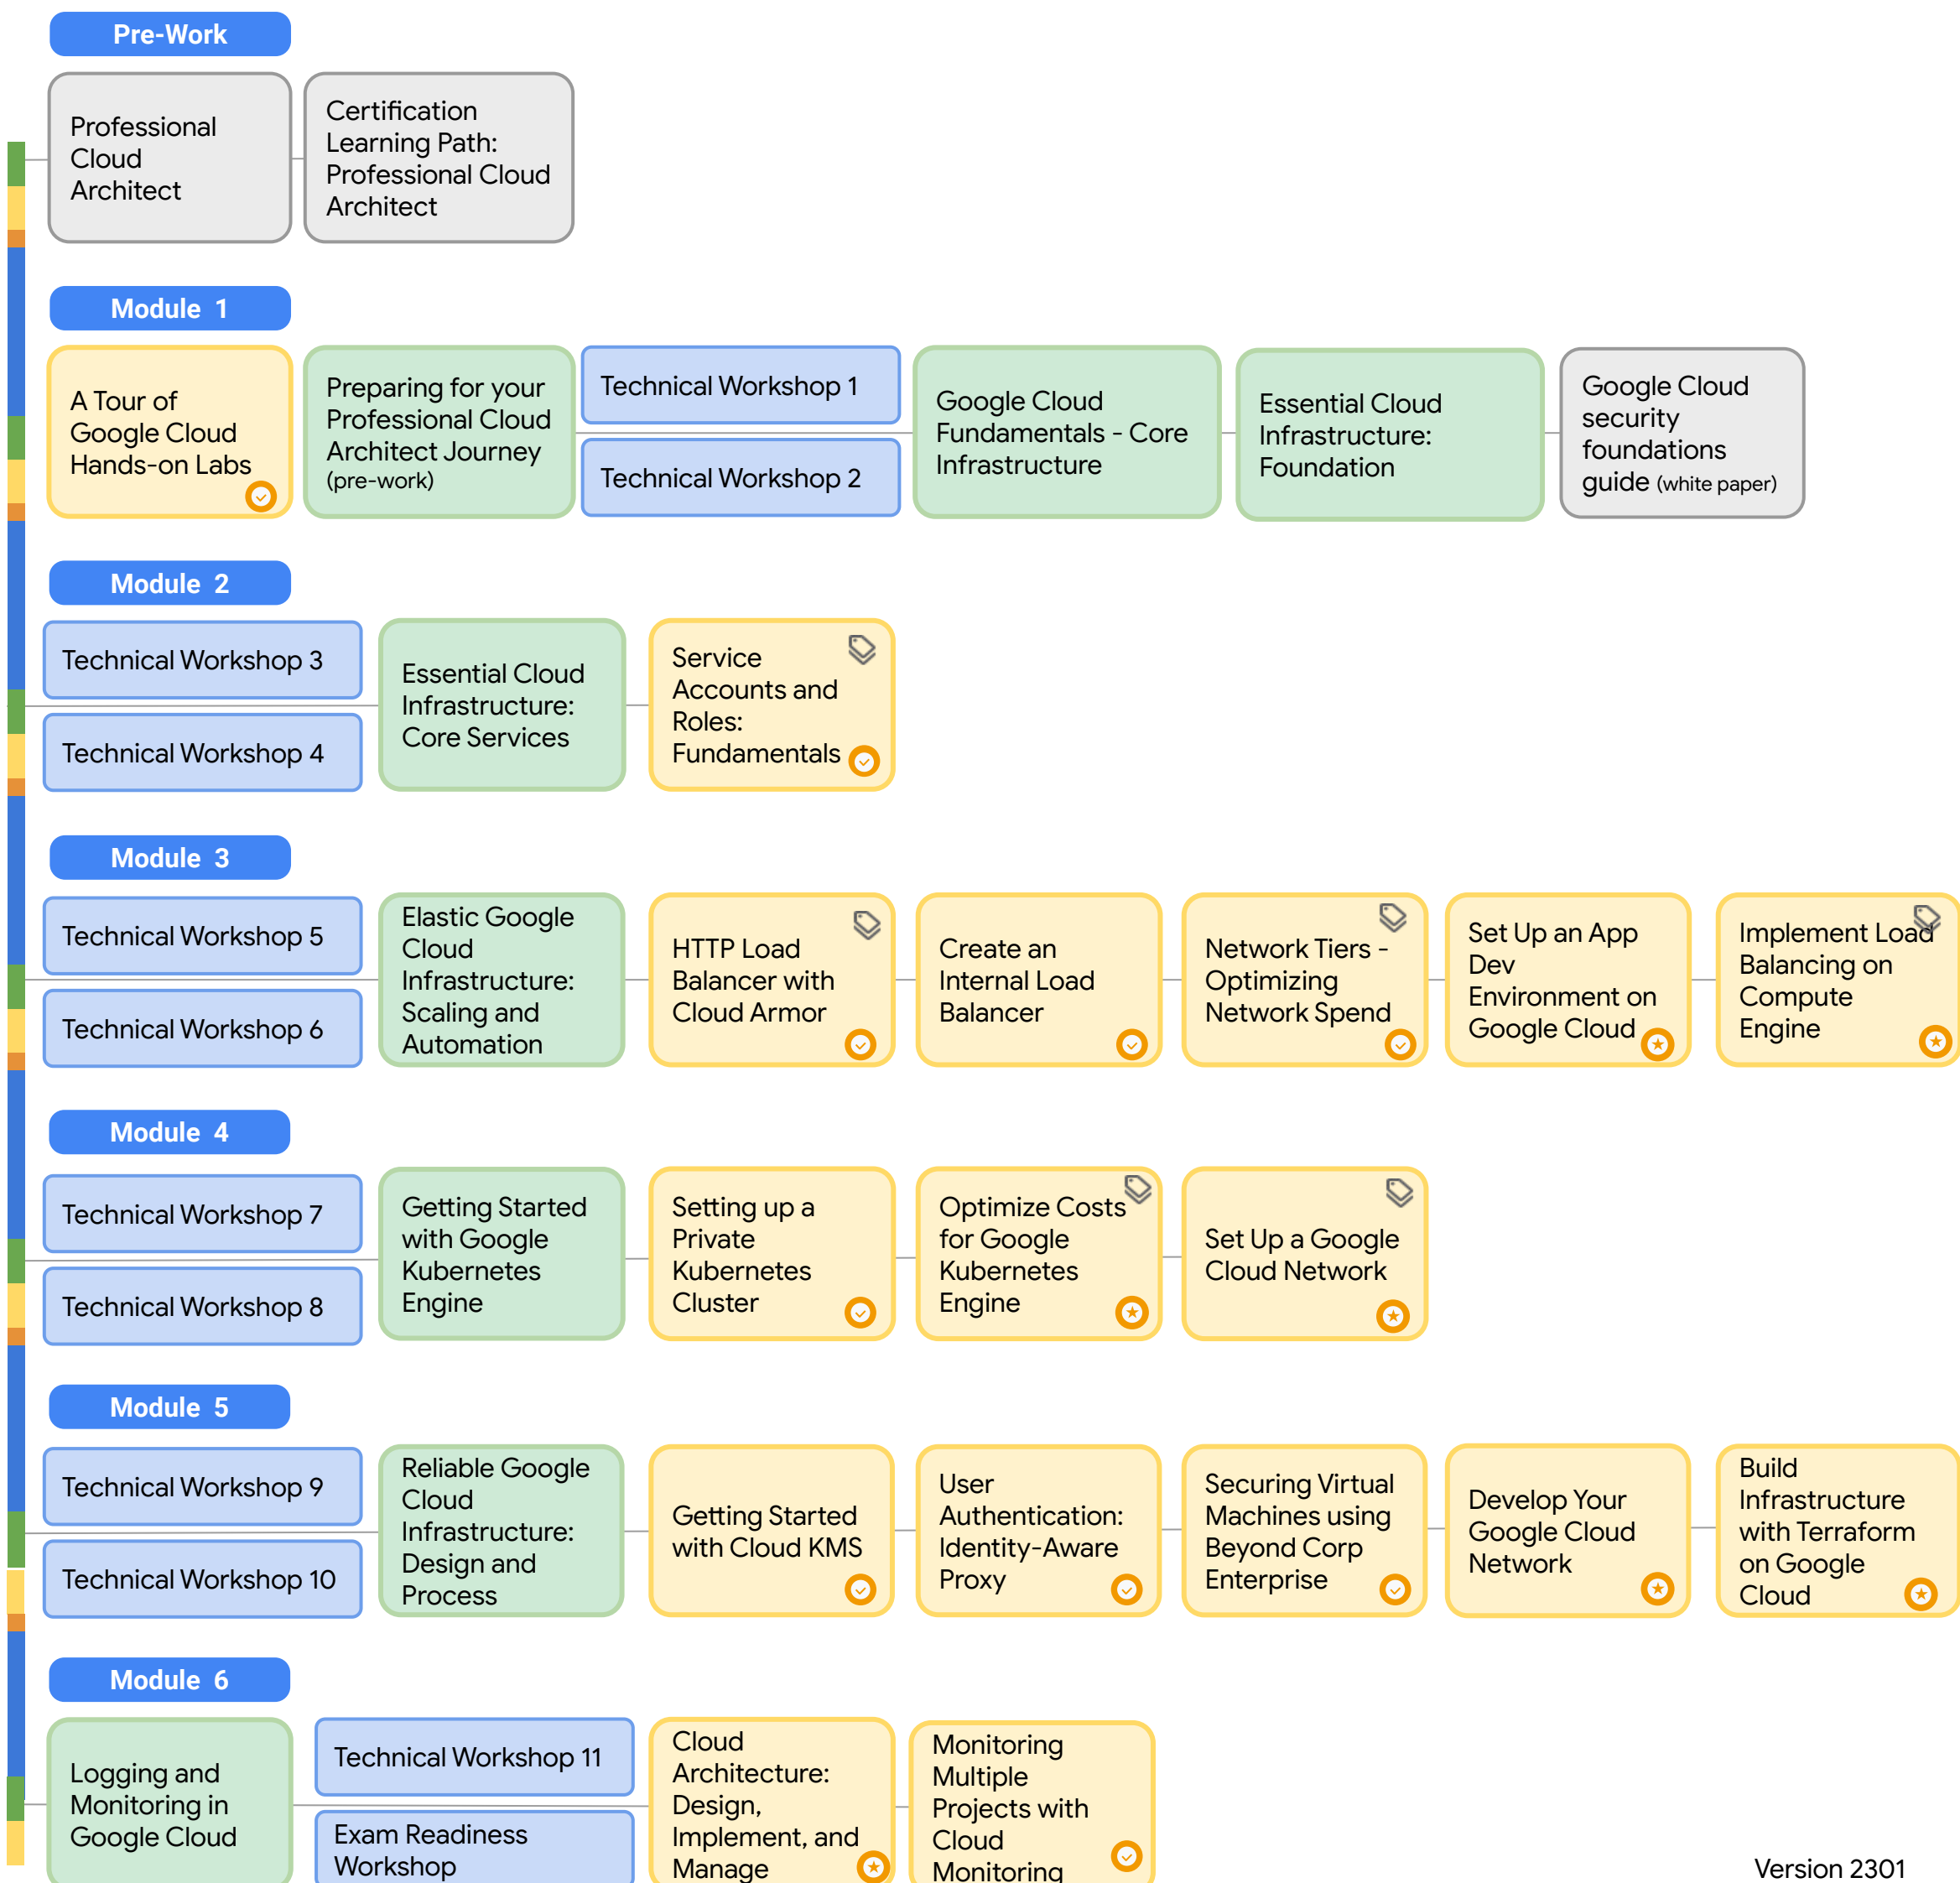 Pre-Work
Professional
Cloud
Architect
Certification
Learning Path:
Professional Cloud
Architect
Module 1
A Tour of
Google Cloud
Hands-on Labs
Preparing for your
Professional Cloud
Architect Journey
(pre-work)
Technical Workshop 1
Technical Workshop 2
Google Cloud
Fundamentals - Core
Infrastructure
Essential Cloud
Infrastructure:
Foundation
Google Cloud
security
foundations
guide (white paper)
Module 2
Technical Workshop 3
Technical Workshop 4
Essential Cloud
Infrastructure:
Core Services
Service
Accounts and
Roles:
Fundamentals
Module 3
Technical Workshop 5
Technical Workshop 6
Elastic Google
Cloud
Infrastructure:
Scaling and
Automation
HTTP Load
Balancer with
Cloud Armor
Create an
Internal Load
Balancer
Network Tiers -
Optimizing
Network Spend
Set Up an App
Dev
Environment on
Google Cloud
Implement Load
Balancing on
Compute
Engine
Module 4
Technical Workshop 7
Technical Workshop 8
Getting Started
with Google
Kubernetes
Engine
Setting up a
Private
Kubernetes
Cluster
Optimize Costs
for Google
Kubernetes
Engine
Set Up a Google
Cloud Network
Module 5
Technical Workshop 9
Technical Workshop 10
Reliable Google
Cloud
Infrastructure:
Design and
Process
Getting Started
with Cloud KMS
User
Authentication:
Identity-Aware
Proxy
Securing Virtual
Machines using
Beyond Corp
Enterprise
Develop Your
Google Cloud
Network
Build
Infrastructure
with Terraform
on Google
Cloud
Module 6
Logging and
Monitoring in
Google Cloud
Technical Workshop 11
Exam Readiness
Workshop
Cloud
Architecture:
Design,
Implement, and
Manage
Monitoring
Multiple
Projects with
Cloud
Monitoring
Version 2301